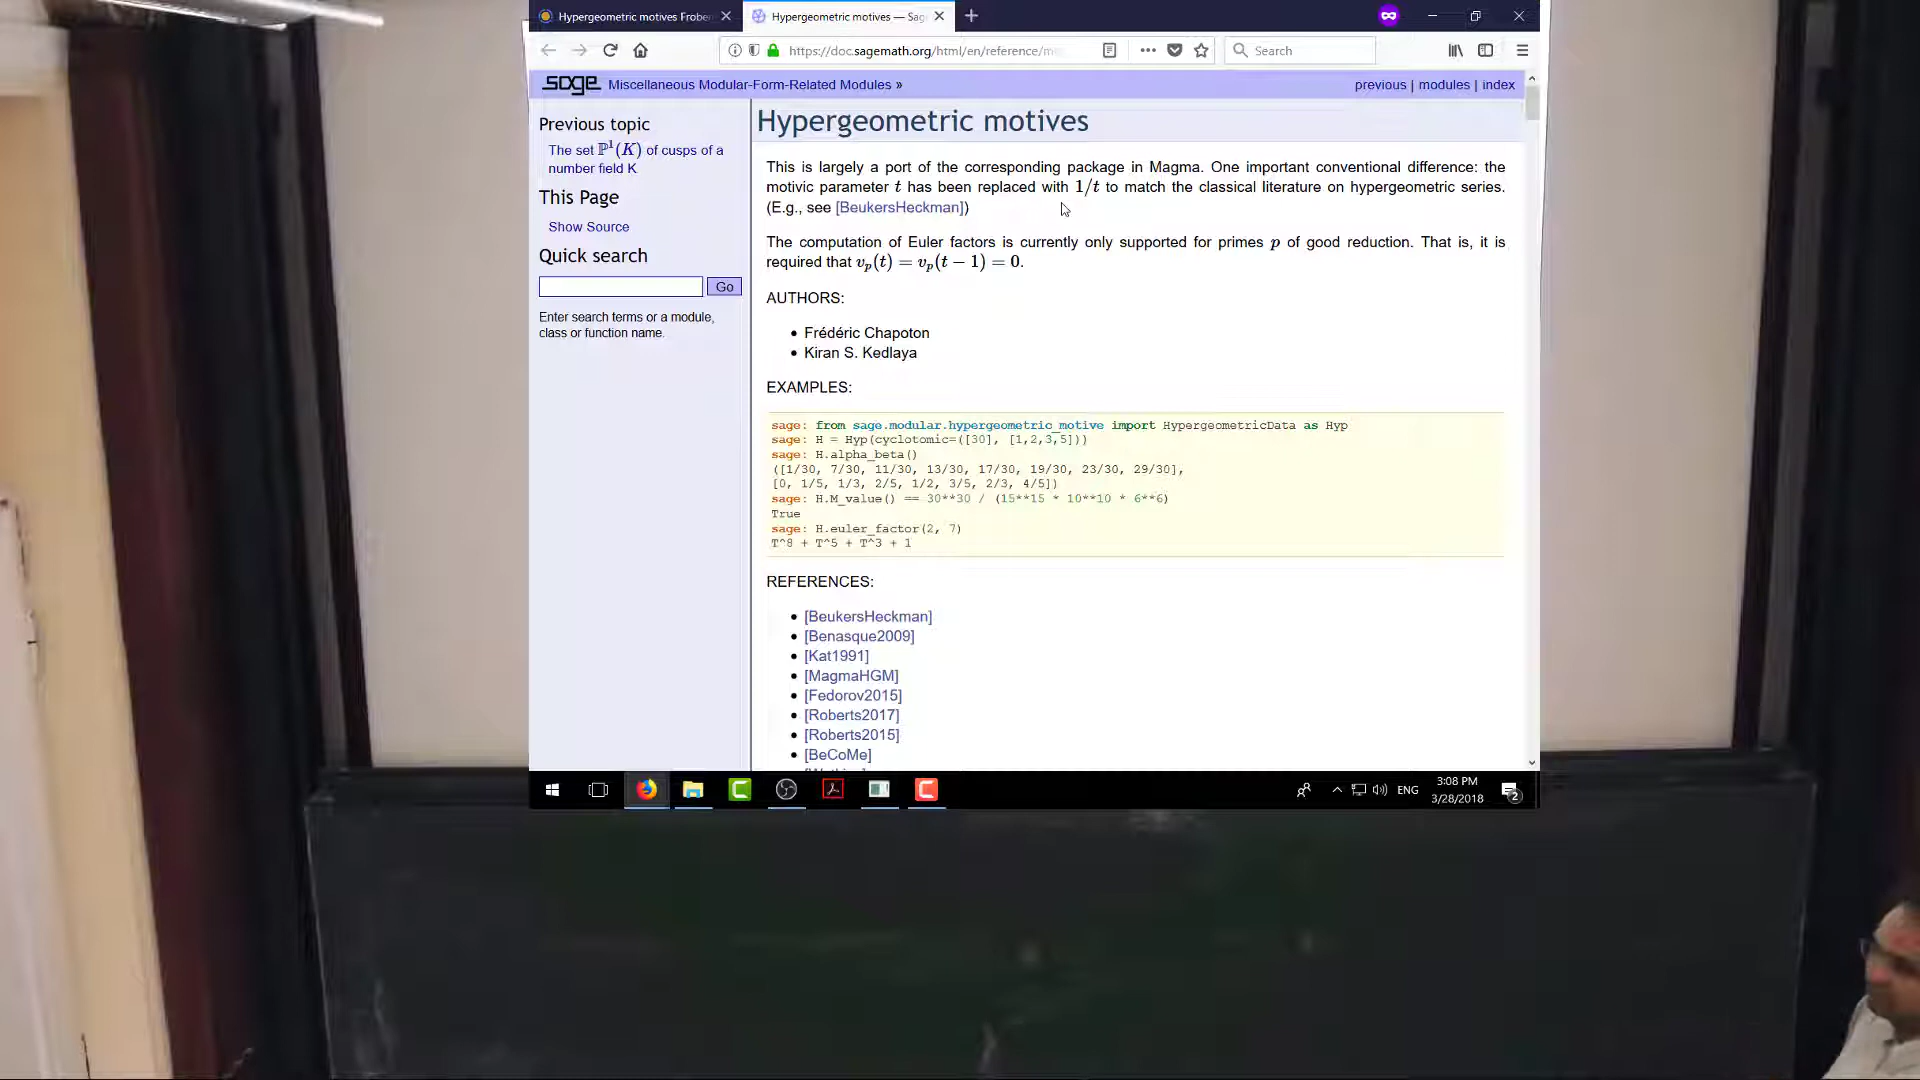 Hypergeometric motives Frober
Hypergeometric motives — Sag
https://doc.sagemath.org/html/en/reference/mo
Search
sage Miscellaneous Modular-Form-Related Modules »
previous | modules | index
Previous topic
The set ℙ¹(K) of cusps of a
number field K
This Page
Show Source
Quick search
Go
Enter search terms or a module,
class or function name.
Hypergeometric motives
This is largely a port of the corresponding package in Magma. One important conventional difference: the
motivic parameter t has been replaced with 1/t to match the classical literature on hypergeometric series.
(E.g., see [BeukersHeckman])
The computation of Euler factors is currently only supported for primes p of good reduction. That is, it is
required that vₚ(t) = vₚ(t − 1) = 0.
AUTHORS:
• Frédéric Chapoton
• Kiran S. Kedlaya
EXAMPLES:
sage: from sage.modular.hypergeometric_motive import HypergeometricData as Hyp
sage: H = Hyp(cyclotomic=([30], [1,2,3,5]))
sage: H.alpha_beta()
([1/30, 7/30, 11/30, 13/30, 17/30, 19/30, 23/30, 29/30],
[0, 1/5, 1/3, 2/5, 1/2, 3/5, 2/3, 4/5])
sage: H.M_value() == 30**30 / (15**15 * 10**10 * 6**6)
True
sage: H.euler_factor(2, 7)
T^8 + T^5 + T^3 + 1
REFERENCES:
• [BeukersHeckman]
• [Benasque2009]
• [Kat1991]
• [MagmaHGM]
• [Fedorov2015]
• [Roberts2017]
• [Roberts2015]
• [BeCoMe]
ENG
3:08 PM
3/28/2018
2